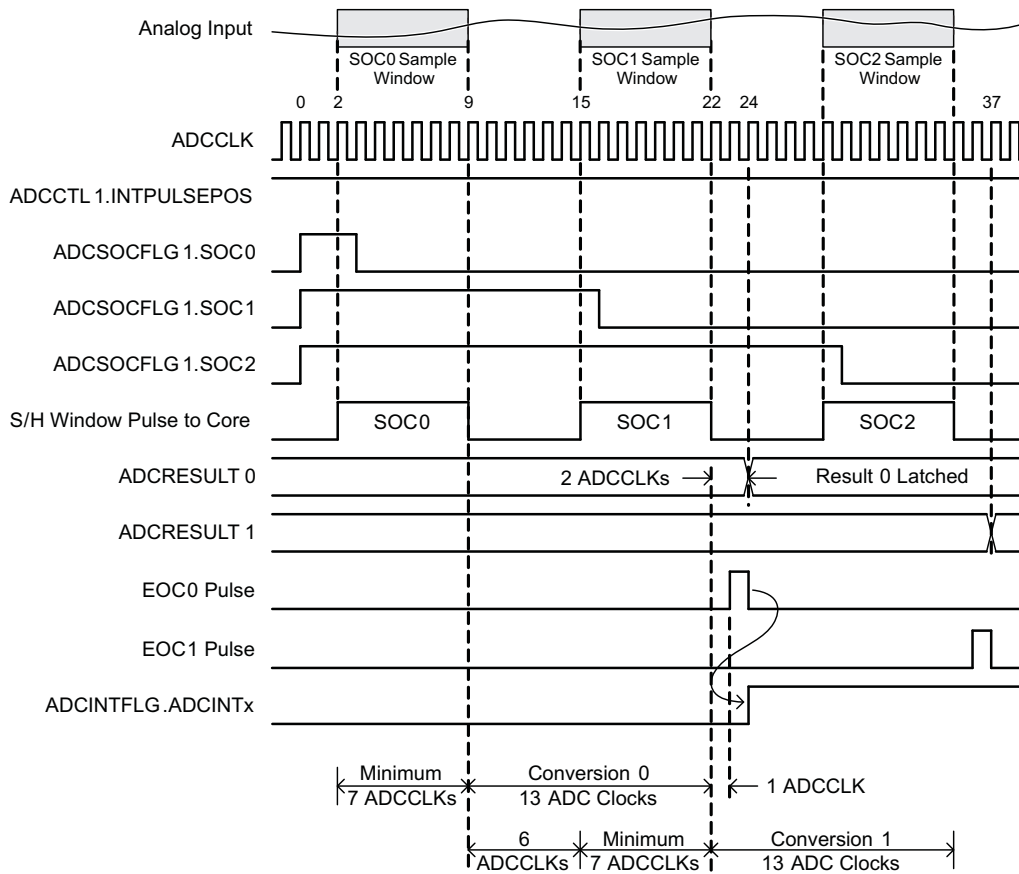 Analog Input
SOC0 Sample
Window
SOC1 Sample
Window
SOC2 Sample
Window
0 2 9 15 22 24 37
ADCCLK
ADCCTL 1.INTPULSEPOS
ADCSOCFLG 1.SOC0
ADCSOCFLG 1.SOC1
ADCSOCFLG 1.SOC2
S/H Window Pulse to Core
SOC0 SOC1 SOC2
ADCRESULT 0
2 ADCCLKs
Result 0 Latched
ADCRESULT 1
EOC0 Pulse
EOC1 Pulse
ADCINTFLG .ADCINTx
Minimum
7 ADCCLKs
Conversion 0
13 ADC Clocks
1 ADCCLK
6
ADCCLKs
Minimum
7 ADCCLKs
Conversion 1
13 ADC Clocks